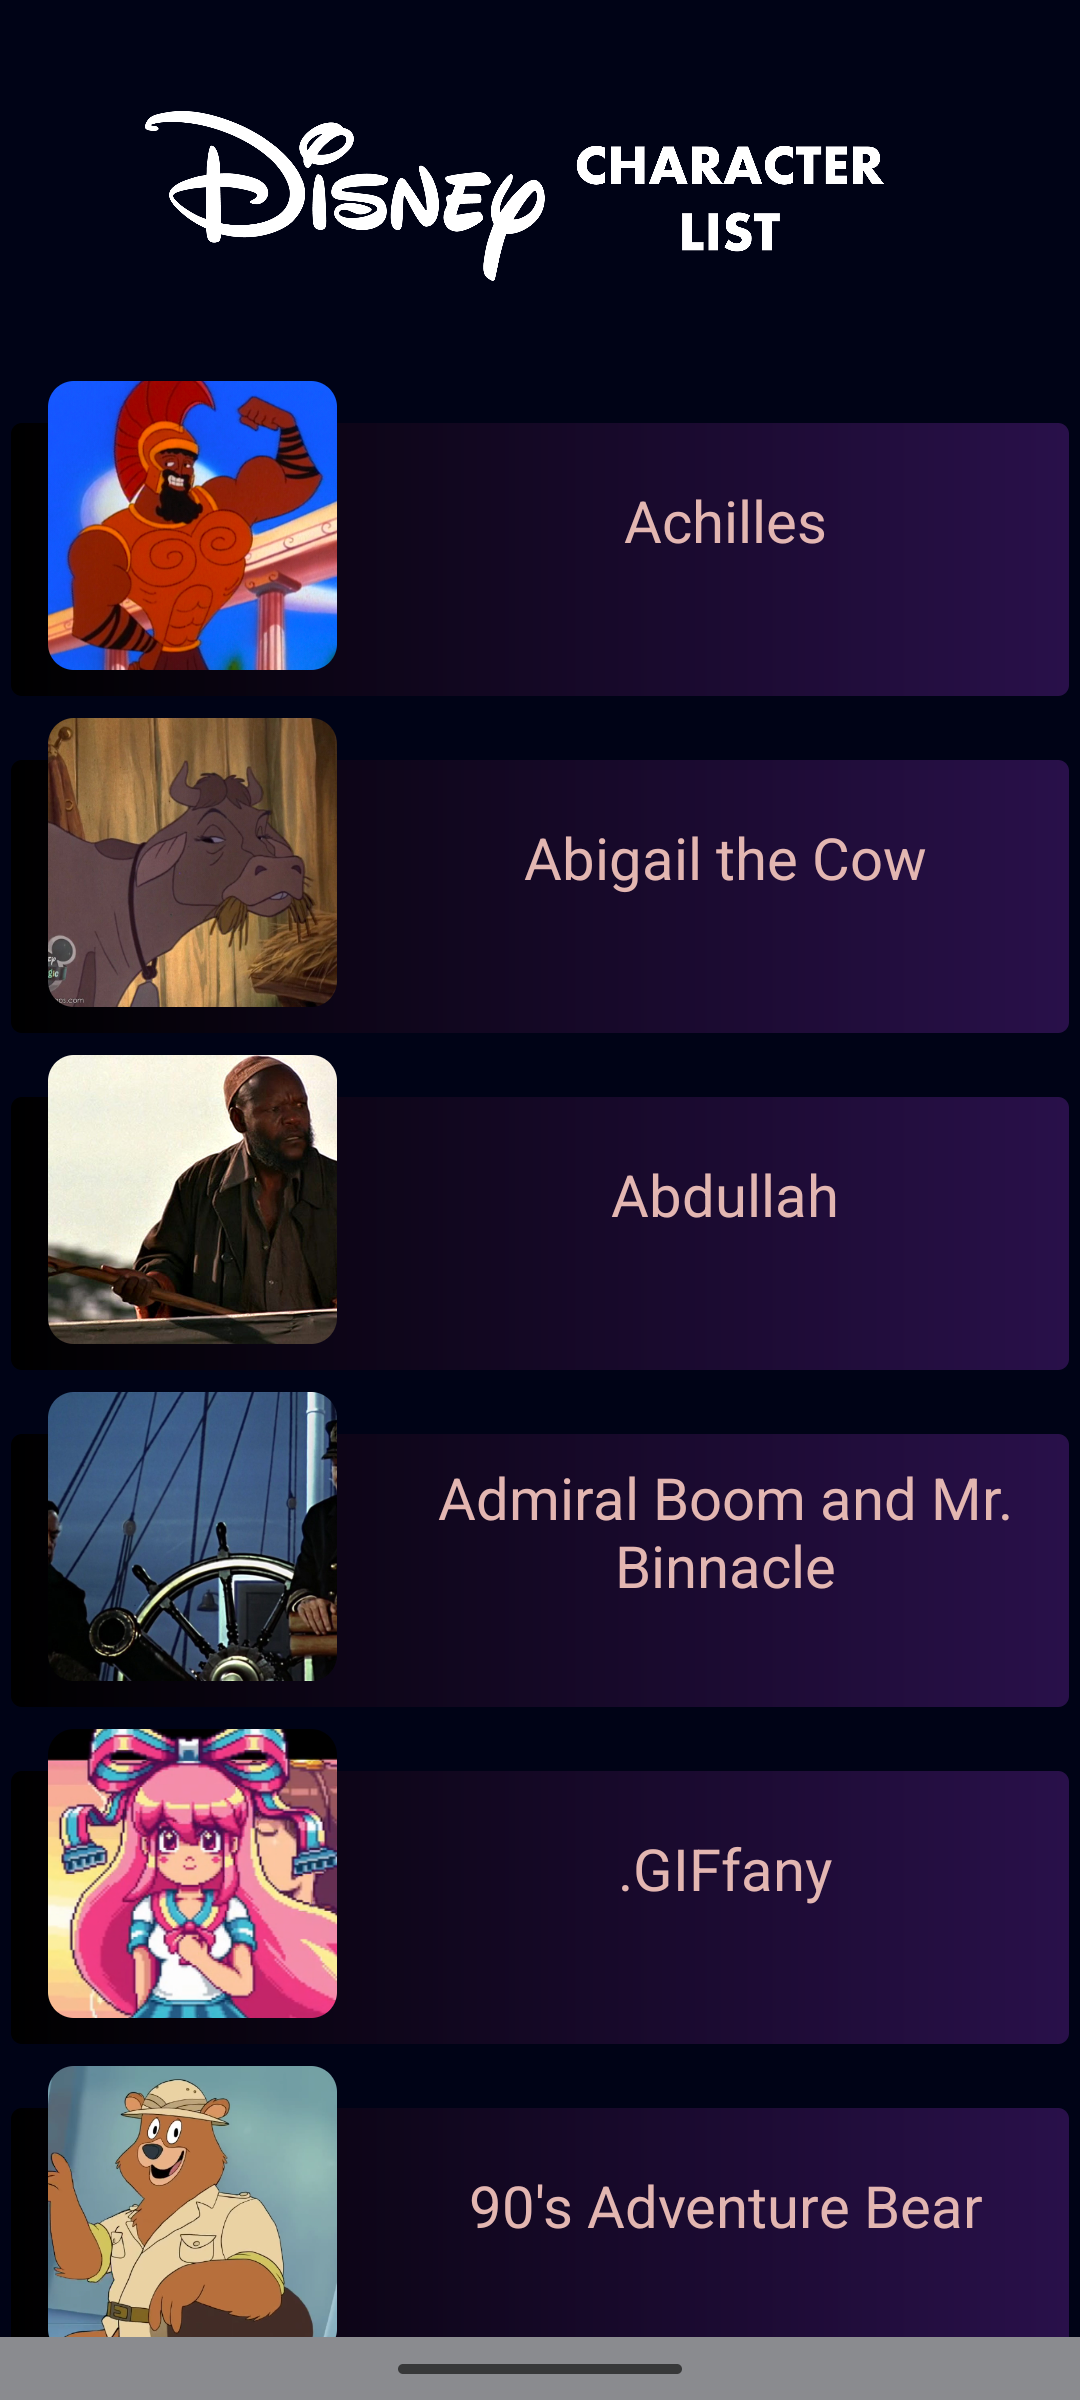 Disney CHARACTER
LIST
Achilles
Abigail the Cow
Abdullah
Admiral Boom and Mr.
Binnacle
.GIFfany
90's Adventure Bear